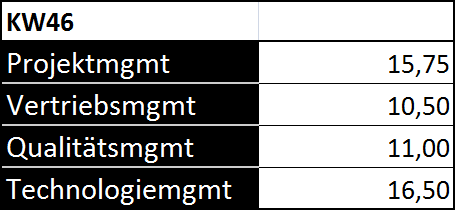 KW46
Projektmgmt 15,75
Vertriebsmgmt 10,50
Qualitätsmgmt 11,00
Technologiemgmt 16,50